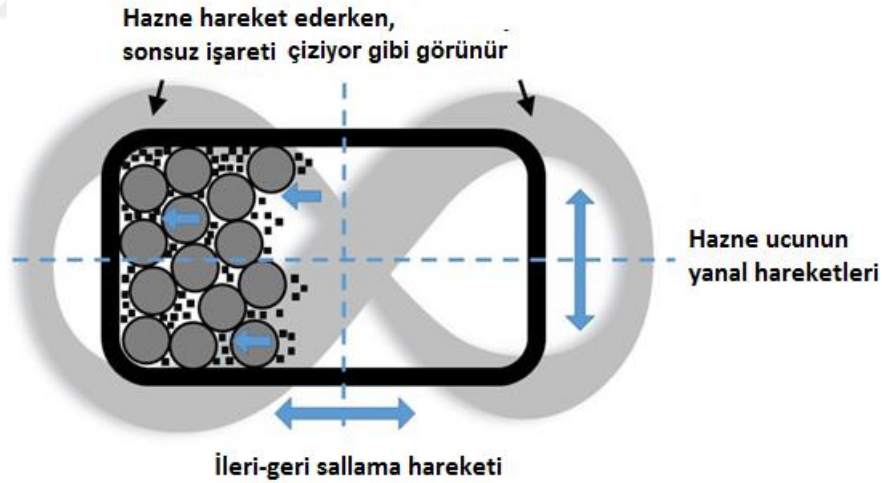 Hazne hareket ederken,
sonsuz işareti çiziyor gibi görünür
Hazne ucunun
yanal hareketleri
İleri-geri sallama hareketi